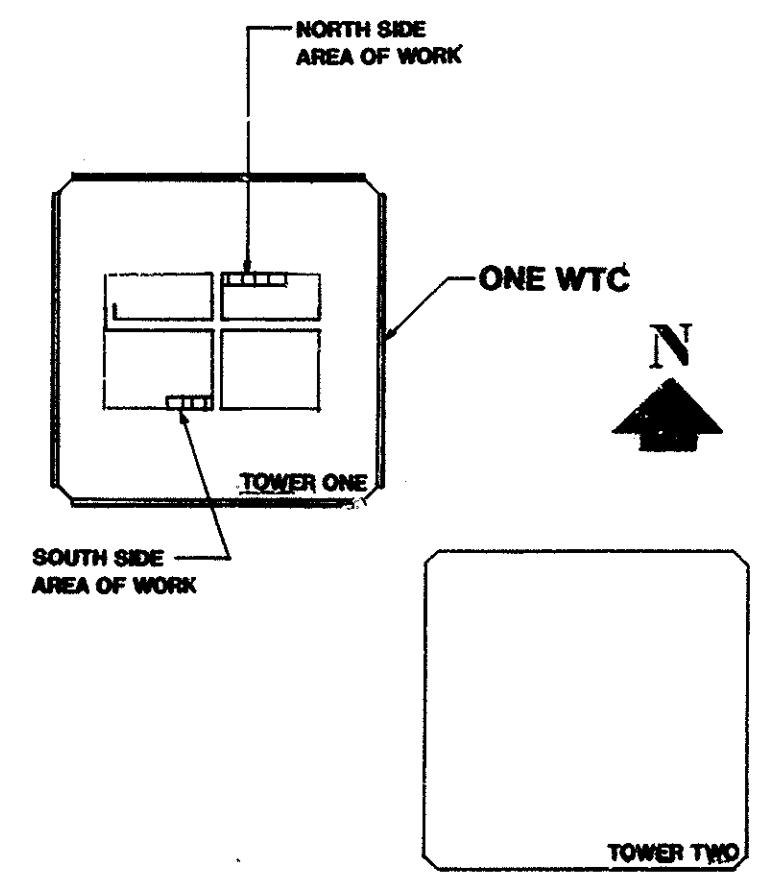 NORTH SIDE
AREA OF WORK
ONE WTC
N
TOWER ONE
SOUTH SIDE
AREA OF WORK
TOWER TWO